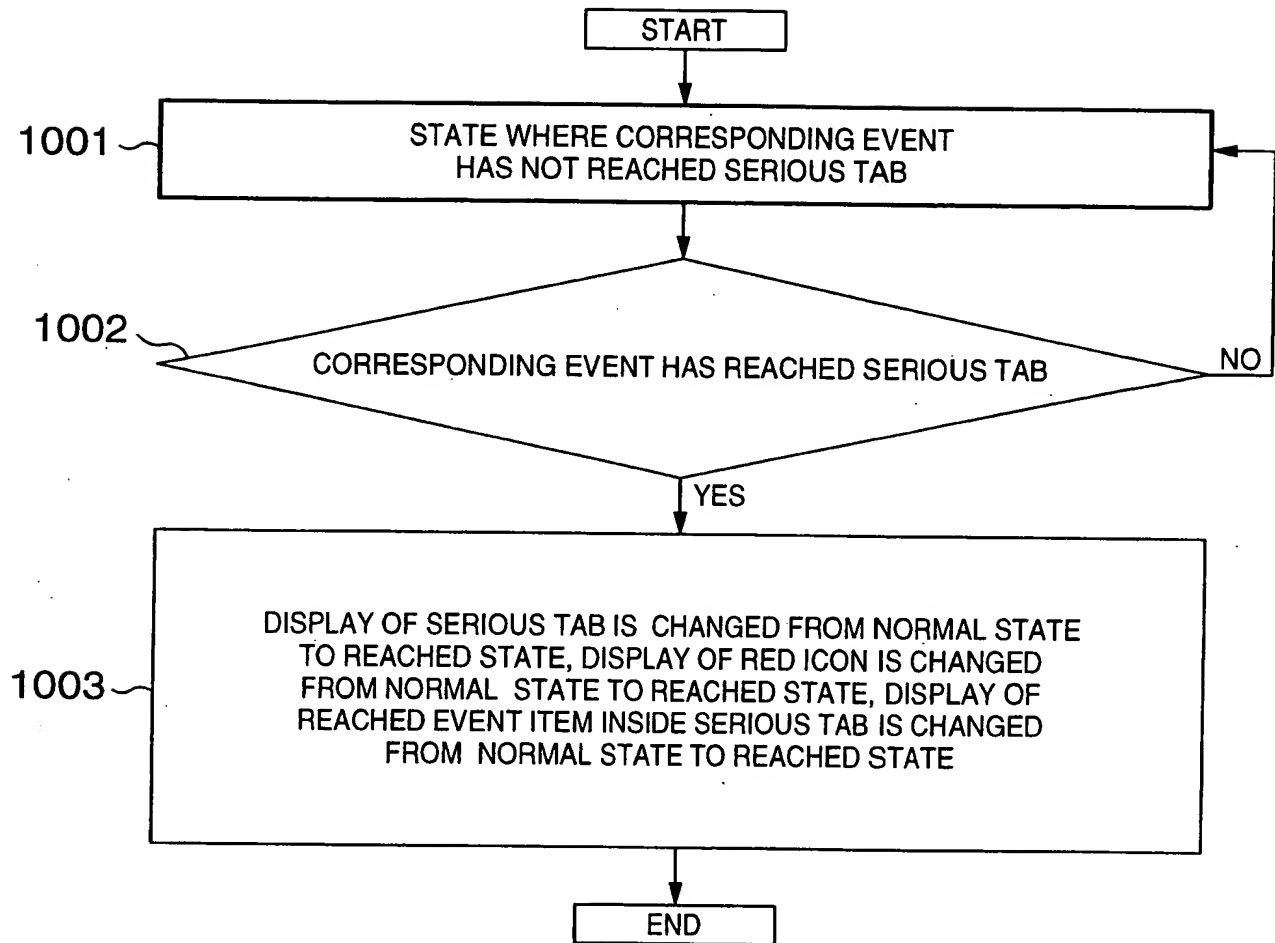 START
1001
STATE WHERE CORRESPONDING EVENT
HAS NOT REACHED SERIOUS TAB
1002
CORRESPONDING EVENT HAS REACHED SERIOUS TAB
NO
YES
1003
DISPLAY OF SERIOUS TAB IS CHANGED FROM NORMAL STATE
TO REACHED STATE, DISPLAY OF RED ICON IS CHANGED
FROM NORMAL STATE TO REACHED STATE, DISPLAY OF
REACHED EVENT ITEM INSIDE SERIOUS TAB IS CHANGED
FROM NORMAL STATE TO REACHED STATE
END